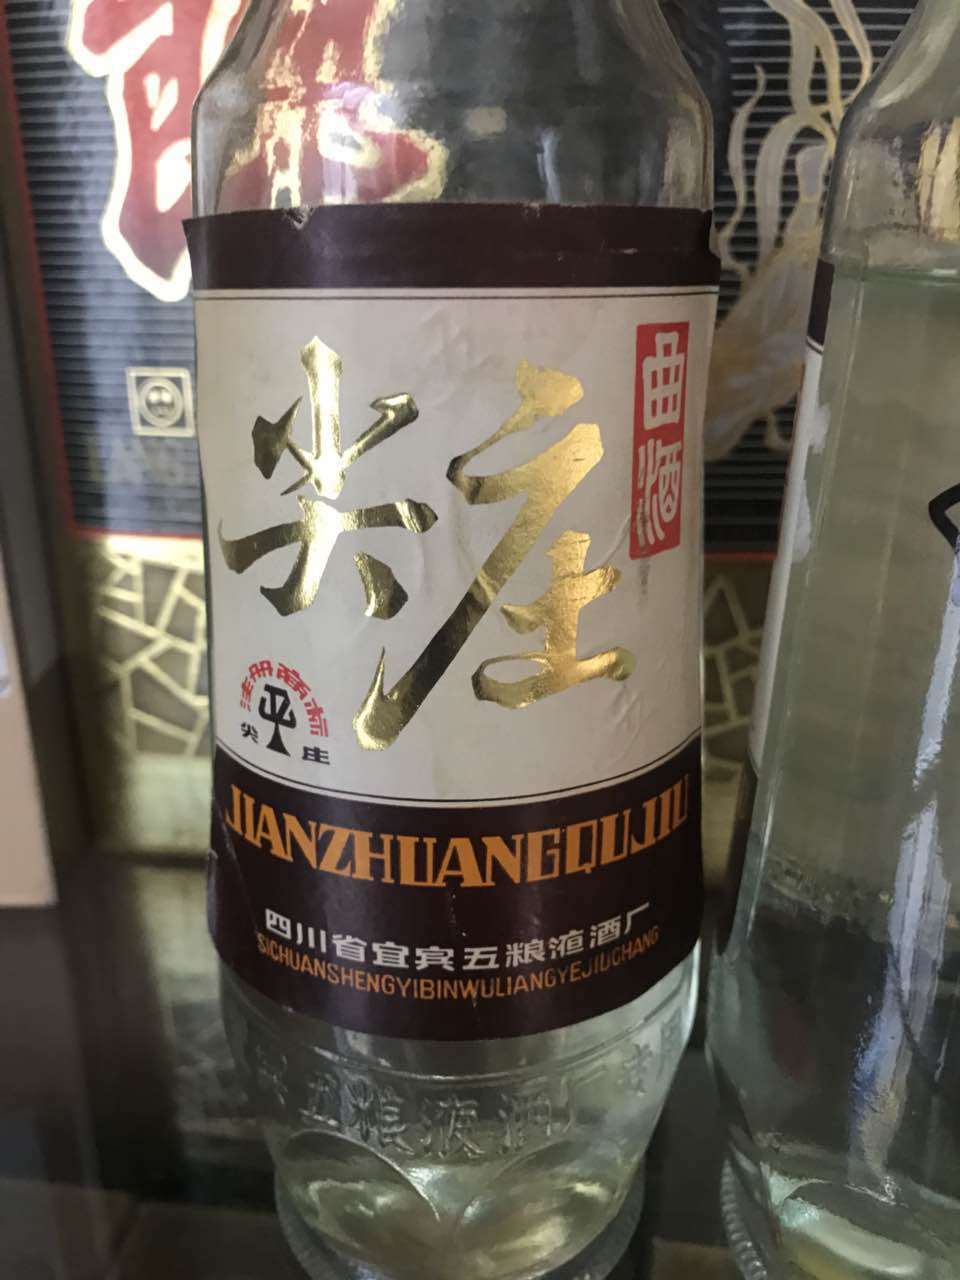 尖庄
曲酒
注册商标
尖庄
JIANZHUANGQUJIU
四川省宜宾五粮液酒厂
SICHUANSHENGYIBINWULIANGYEJIUCHANG
五粮液酒厂